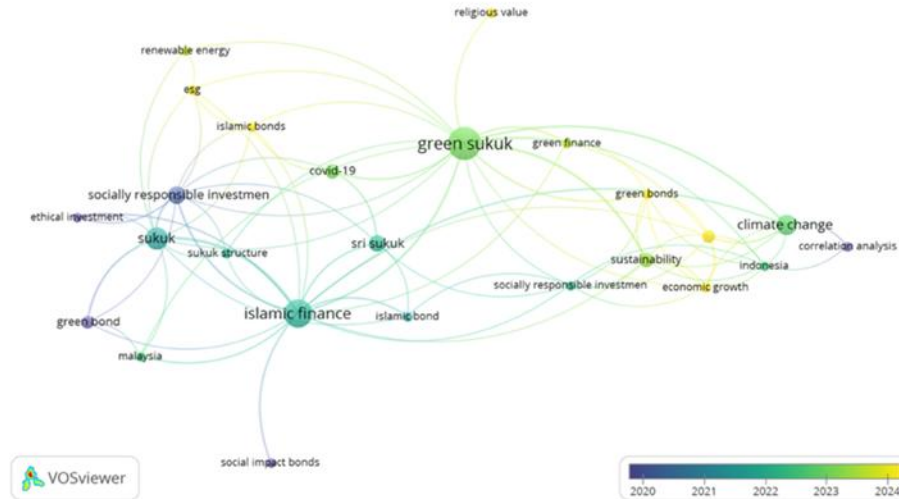 religious value
renewable energy
esg
islamic bonds
green sukuk
green finance
covid-19
socially responsible investmen
green bonds
ethical investment
climate change
sukuk
sri sukuk
correlation analysis
sukuk structure
sustainability
indonesia
socially responsible investmen
economic growth
islamic finance
islamic bond
green bond
malaysia
social impact bonds
VOSviewer
2020 2021 2022 2023 2024